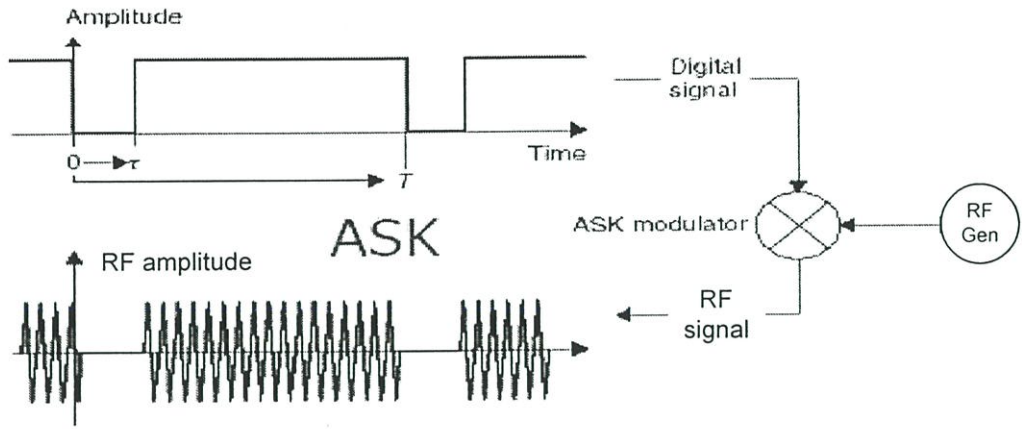 Amplitude
Digital
signal
Time
0 τ
T
ASK modulator
RF
Gen
ASK
RF amplitude
RF
signal